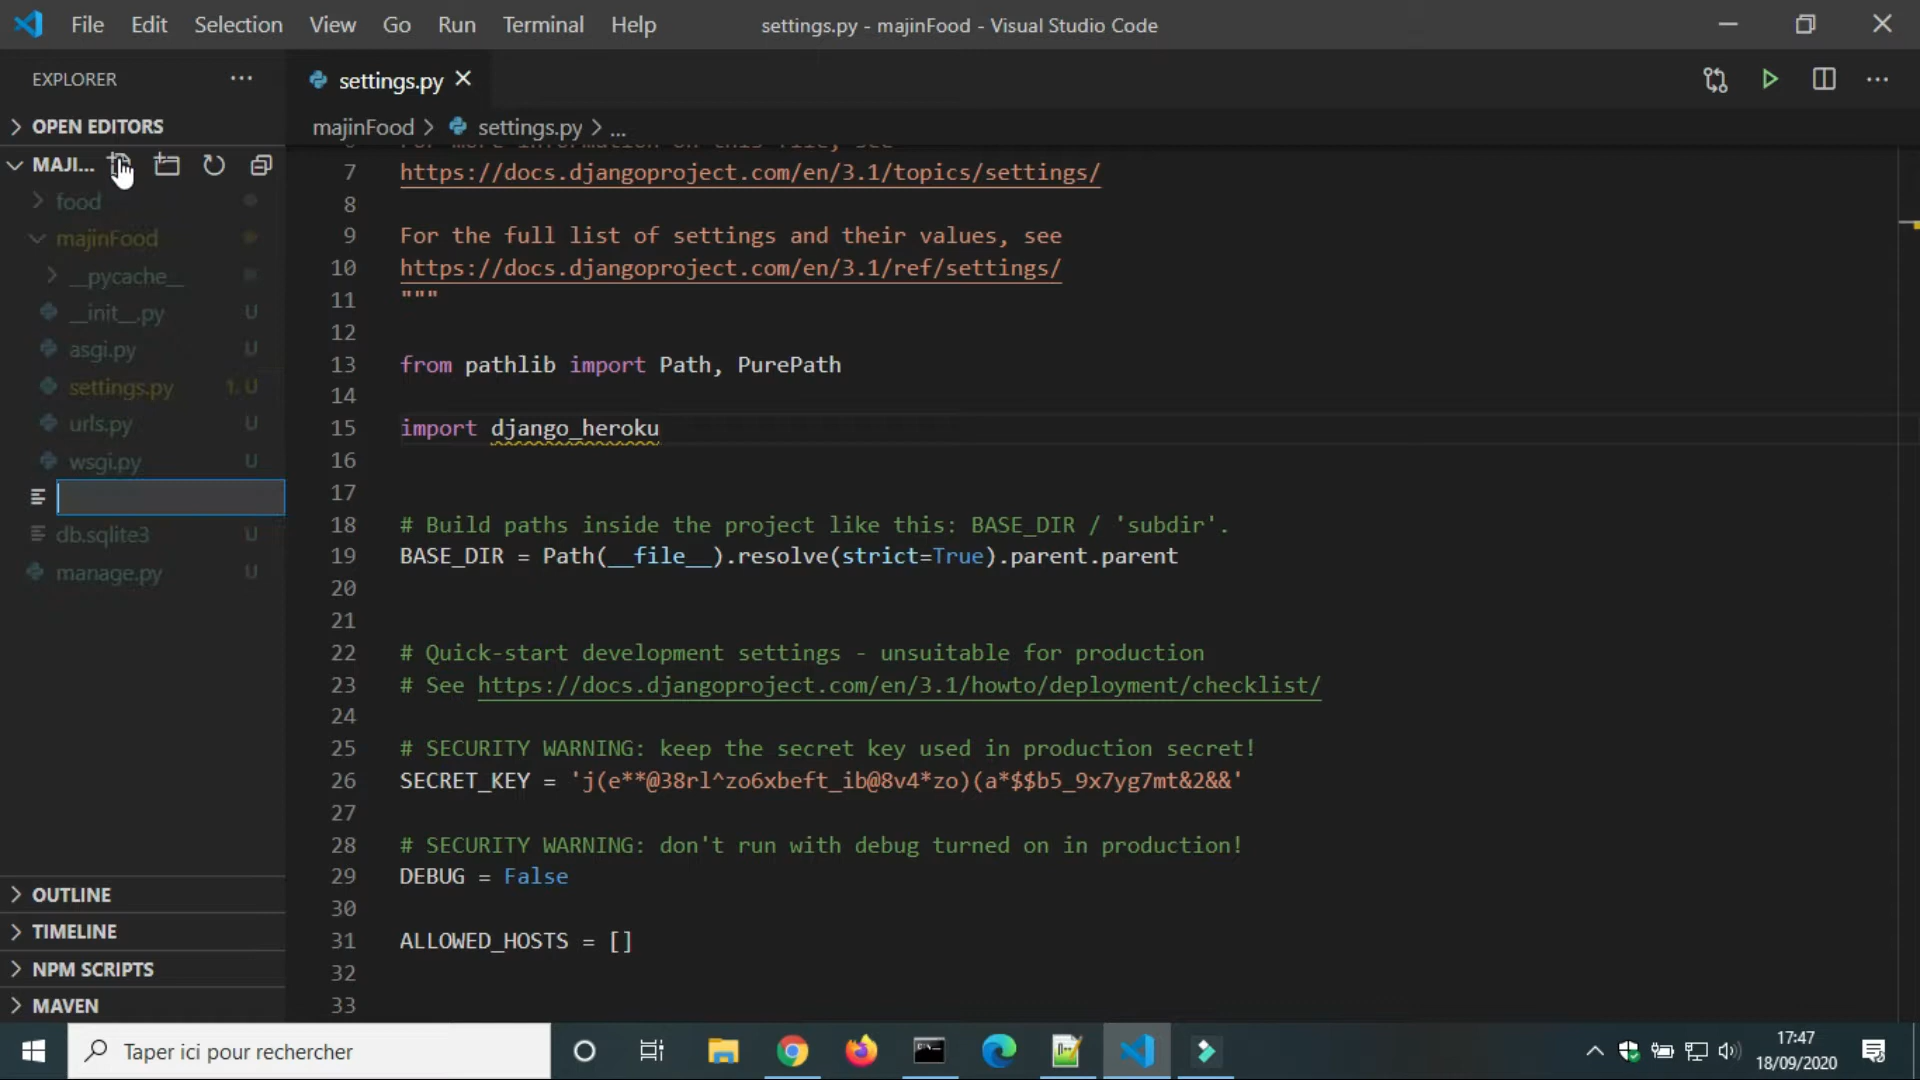 File Edit Selection View Go Run Terminal Help
settings.py - majinFood - Visual Studio Code
EXPLORER
settings.py
OPEN EDITORS
majinFood > settings.py > ...
MAJI...
food
majinFood
__pycache__
__init__.py U
asgi.py U
settings.py 1, U
urls.py U
wsgi.py U
db.sqlite3 U
manage.py U
OUTLINE
TIMELINE
NPM SCRIPTS
MAVEN
For more information on this file, see
7 https://docs.djangoproject.com/en/3.1/topics/settings/
8
9 For the full list of settings and their values, see
10 https://docs.djangoproject.com/en/3.1/ref/settings/
11 """
12
13 from pathlib import Path, PurePath
14
15 import django_heroku
16
17
18 # Build paths inside the project like this: BASE_DIR / 'subdir'.
19 BASE_DIR = Path(__file__).resolve(strict=True).parent.parent
20
21
22 # Quick-start development settings - unsuitable for production
23 # See https://docs.djangoproject.com/en/3.1/howto/deployment/checklist/
24
25 # SECURITY WARNING: keep the secret key used in production secret!
26 SECRET_KEY = 'j(e**@38rl^zo6xbeft_ib@8v4*zo)(a*$$b5_9x7yg7mt&2&&'
27
28 # SECURITY WARNING: don't run with debug turned on in production!
29 DEBUG = False
30
31 ALLOWED_HOSTS = []
32
33
Taper ici pour rechercher
17:47
18/09/2020